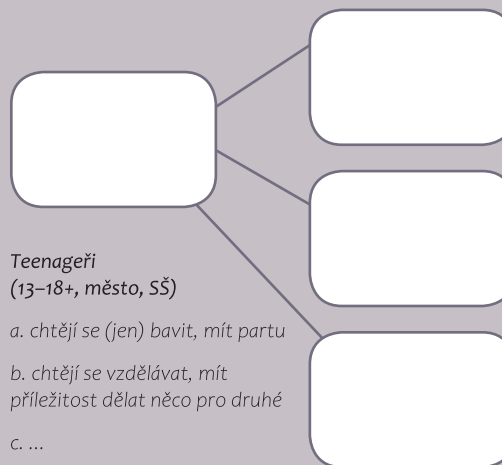 Teenageři
(13–18+, město, SŠ)
a. chtějí se (jen) bavit, mít partu
b. chtějí se vzdělávat, mít
příležitost dělat něco pro druhé
c. ...